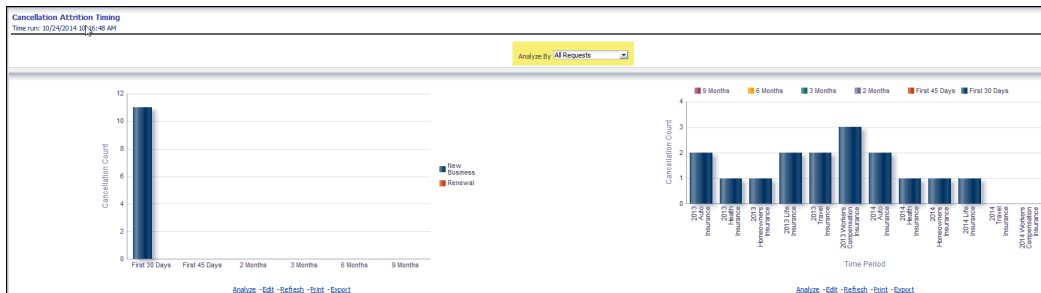 Cancellation Attrition Timing
Time run: 10/24/2014 10:16:48 AM
Analyze By All Requests
12
10
8
6
4
2
0
Cancellation Count
First 30 Days First 45 Days 2 Months 3 Months 6 Months 9 Months
New
Business
Renewal
Analyze - Edit - Refresh - Print - Export
9 Months 6 Months 3 Months 2 Months First 45 Days First 30 Days
4
3
2
1
0
Cancellation Count
2013 Auto Insurance
2013 Health Insurance
2013 Homeowners Insurance
2013 Life Insurance
2013 Travel Insurance
2013 Workers Compensation Insurance
2014 Auto Insurance
2014 Health Insurance
2014 Homeowners Insurance
2014 Life Insurance
2014 Travel Insurance
2014 Workers Compensation Insurance
Time Period
Analyze - Edit - Refresh - Print - Export